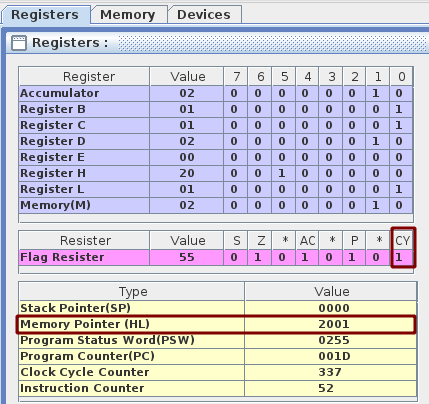 Registers Memory Devices
Registers :
Register Value 7 6 5 4 3 2 1 0
Accumulator 02 0 0 0 0 0 0 1 0
Register B 01 0 0 0 0 0 0 0 1
Register C 01 0 0 0 0 0 0 0 1
Register D 02 0 0 0 0 0 0 1 0
Register E 00 0 0 0 0 0 0 0 0
Register H 20 0 0 1 0 0 0 0 0
Register L 01 0 0 0 0 0 0 0 1
Memory(M) 02 0 0 0 0 0 0 1 0
Resister Value S Z * AC * P * CY
Flag Resister 55 0 1 0 1 0 1 0 1
Type Value
Stack Pointer(SP) 0000
Memory Pointer (HL) 2001
Program Status Word(PSW) 0255
Program Counter(PC) 001D
Clock Cycle Counter 337
Instruction Counter 52